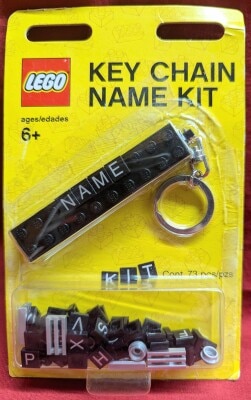 LEGO
KEY CHAIN
NAME KIT
ages/edades
6+
NAME
KIT
Cont. 73 pcs/pzs
V S
P X H